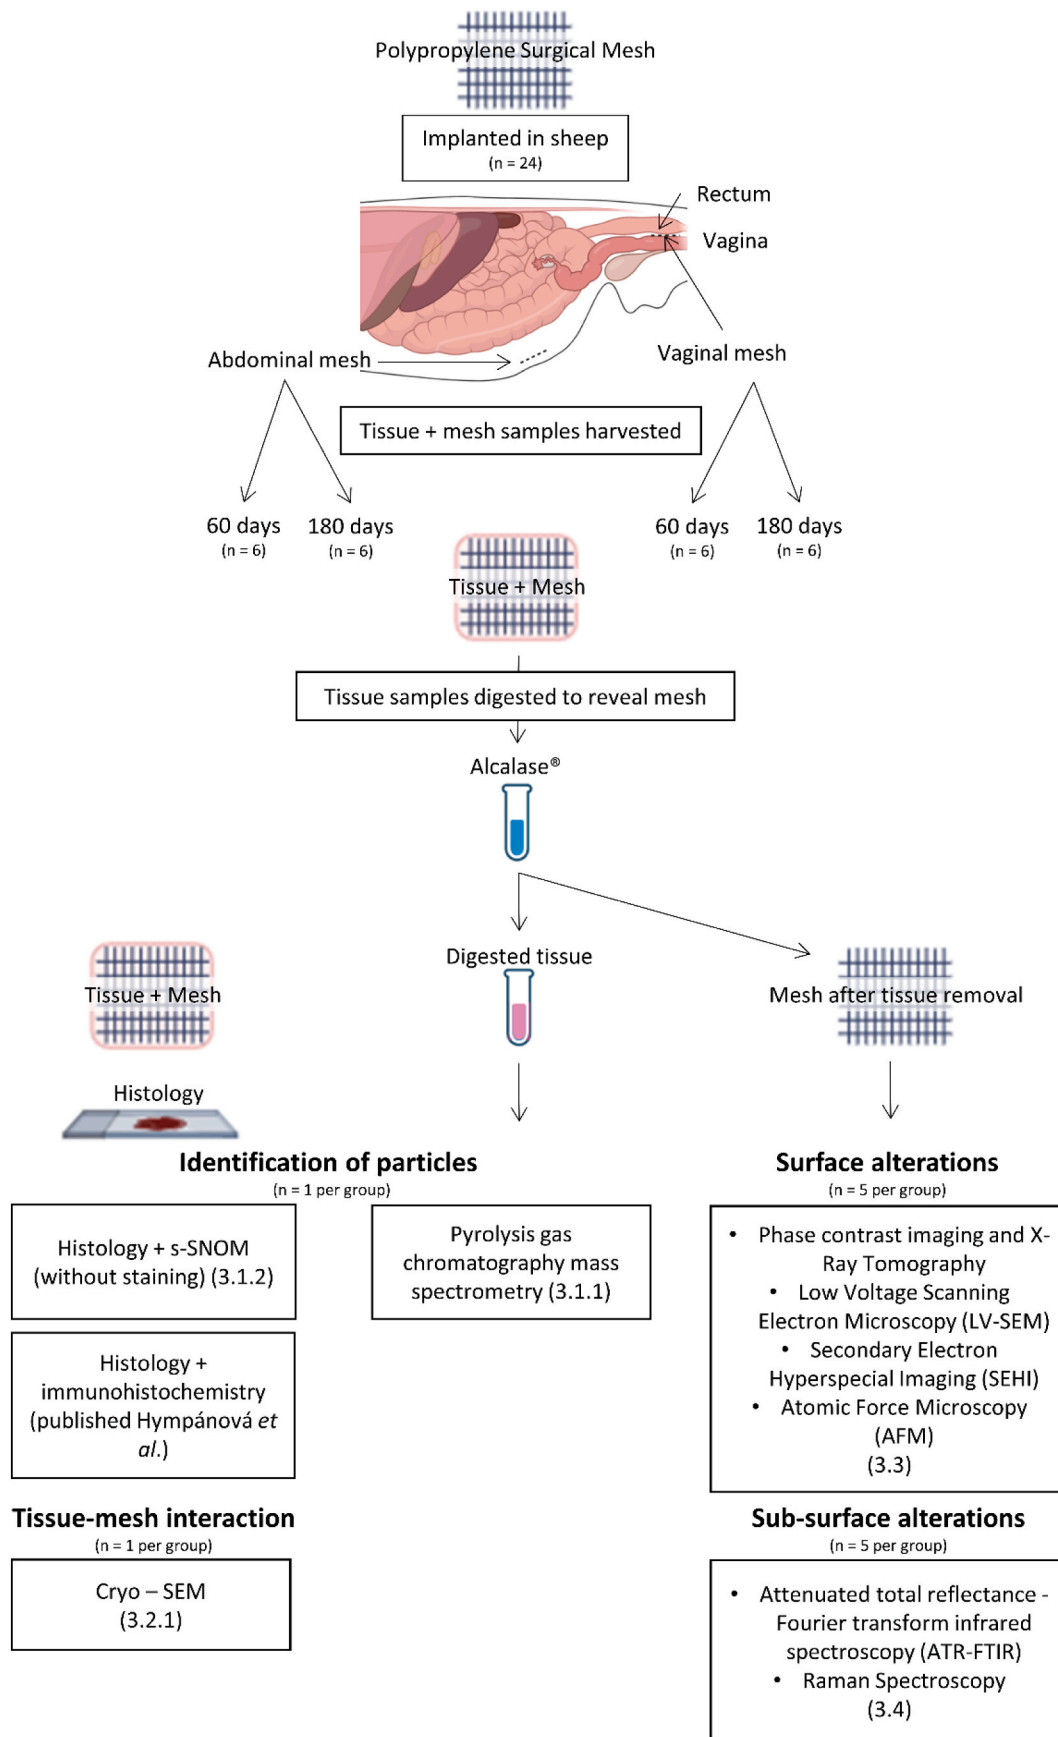 Polypropylene Surgical Mesh
Implanted in sheep
(n = 24)
Rectum
Vagina
Abdominal mesh
Vaginal mesh
Tissue + mesh samples harvested
60 days
(n = 6)
180 days
(n = 6)
60 days
(n = 6)
180 days
(n = 6)
Tissue + Mesh
Tissue samples digested to reveal mesh
Alcalase®
Digested tissue
Tissue + Mesh
Mesh after tissue removal
Histology
Identification of particles
(n = 1 per group)
Histology + s-SNOM
(without staining) (3.1.2)
Histology +
immunohistochemistry
(published Hympánová et
al.)
Pyrolysis gas
chromatography mass
spectrometry (3.1.1)
Surface alterations
(n = 5 per group)
• Phase contrast imaging and X-
Ray Tomography
• Low Voltage Scanning
Electron Microscopy (LV-SEM)
• Secondary Electron
Hyperspecial Imaging (SEHI)
• Atomic Force Microscopy
(AFM)
(3.3)
Tissue-mesh interaction
(n = 1 per group)
Cryo – SEM
(3.2.1)
Sub-surface alterations
(n = 5 per group)
• Attenuated total reflectance -
Fourier transform infrared
spectroscopy (ATR-FTIR)
• Raman Spectroscopy
(3.4)